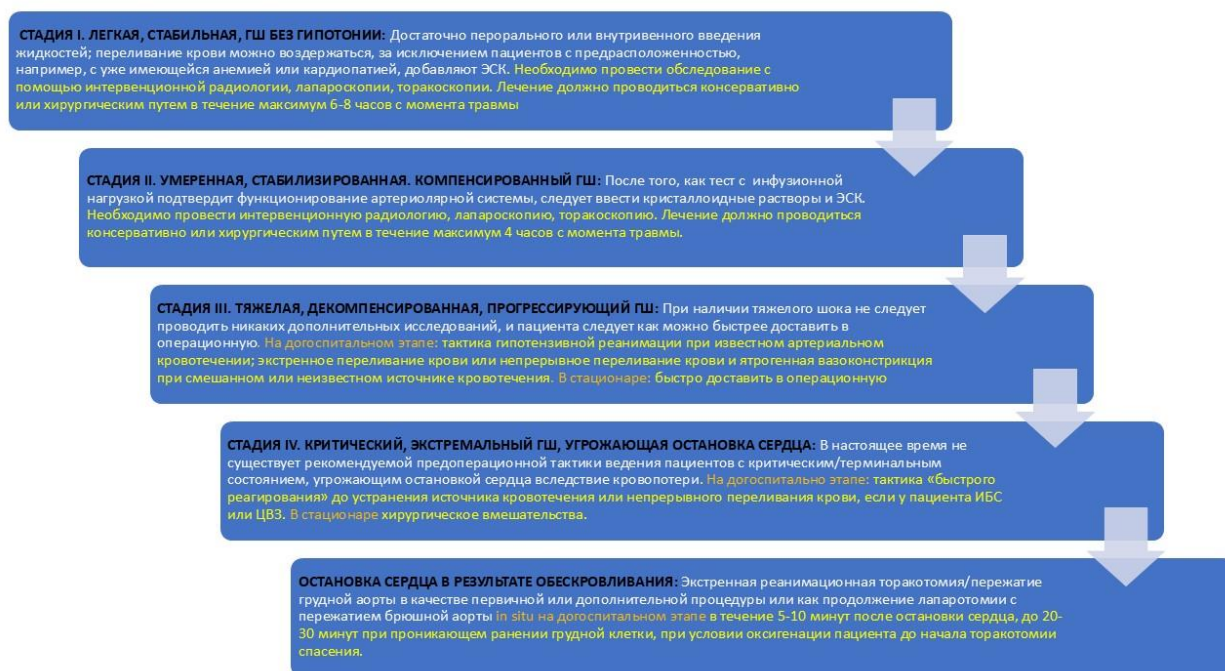 СТАДИЯ I. ЛЕГКАЯ, СТАБИЛЬНАЯ, ГШ БЕЗ ГИПОТОНИИ: Достаточно перорального или внутривенного введения
жидкостей; переливание крови можно воздержаться, за исключением пациентов с предрасположенностью,
например, с уже имеющейся анемией или кардиопатией, добавляют ЭСК. Необходимо провести обследование с
помощью интервенционной радиологии, лапароскопии, торакоскопии. Лечение должно проводиться консервативно
или хирургическим путем в течение максимум 6-8 часов с момента травмы
СТАДИЯ II. УМЕРЕННАЯ, СТАБИЛИЗИРОВАННАЯ. КОМПЕНСИРОВАННЫЙ ГШ: После того, как тест с инфузионной
нагрузкой подтвердит функционирование артериолярной системы, следует ввести кристаллоидные растворы и ЭСК.
Необходимо провести интервенционную радиологию, лапароскопию, торакоскопию. Лечение должно проводиться
консервативно или хирургическим путем в течение максимум 4 часов с момента травмы.
СТАДИЯ III. ТЯЖЕЛАЯ, ДЕКОМПЕНСИРОВАННАЯ, ПРОГРЕССИРУЮЩИЙ ГШ: При наличии тяжелого шока не следует
проводить никаких дополнительных исследований, и пациента следует как можно быстрее доставить в
операционную. На догоспитальном этапе: тактика гипотензивной реанимации при известном артериальном
кровотечении; экстренное переливание крови или непрерывное переливание крови и ятрогенная вазоконстрикция
при смешанном или неизвестном источнике кровотечения. В стационаре: быстро доставить в операционную
СТАДИЯ IV. КРИТИЧЕСКИЙ, ЭКСТРЕМАЛЬНЫЙ ГШ, УГРОЖАЮЩАЯ ОСТАНОВКА СЕРДЦА: В настоящее время не
существует рекомендуемой предоперационной тактики ведения пациентов с критическим/терминальным
состоянием, угрожающим остановкой сердца вследствие кровопотери. На догоспитально этапе: тактика «быстрого
реагирования» до устранения источника кровотечения или непрерывного переливания крови, если у пациента ИБС
или ЦВЗ. В стационаре хирургическое вмешательства.
ОСТАНОВКА СЕРДЦА В РЕЗУЛЬТАТЕ ОБЕСКРОВЛИВАНИЯ: Экстренная реанимационная торакотомия/пережатие
грудной аорты в качестве первичной или дополнительной процедуры или как продолжение лапаротомии с
пережатием брюшной аорты in situ на догоспитальном этапе в течение 5-10 минут после остановки сердца, до 20-
30 минут при проникающем ранении грудной клетки, при условии оксигенации пациента до начала торакотомии
спасения.